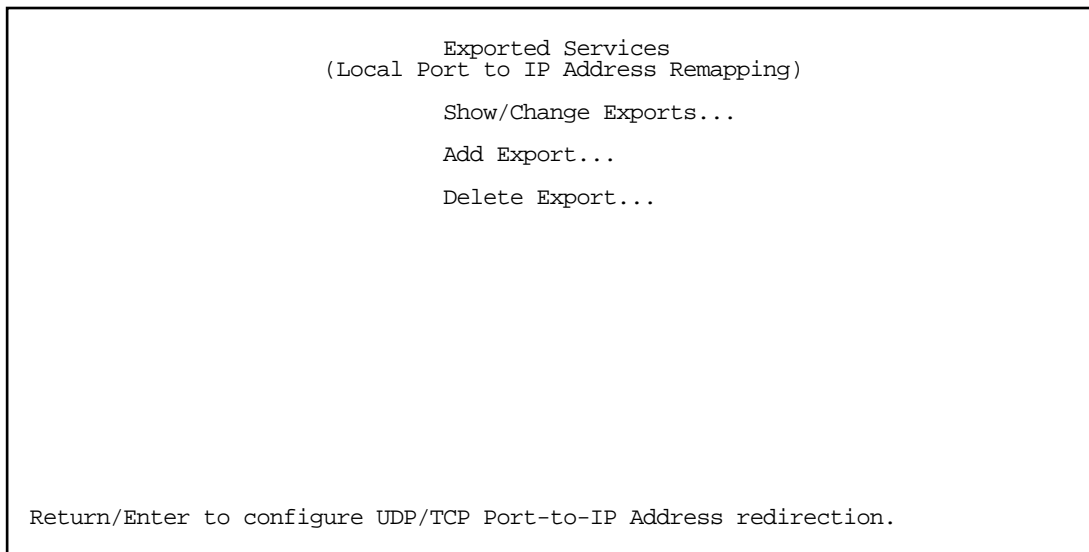 Exported Services
(Local Port to IP Address Remapping)
Show/Change Exports...
Add Export...
Delete Export...
Return/Enter to configure UDP/TCP Port-to-IP Address redirection.